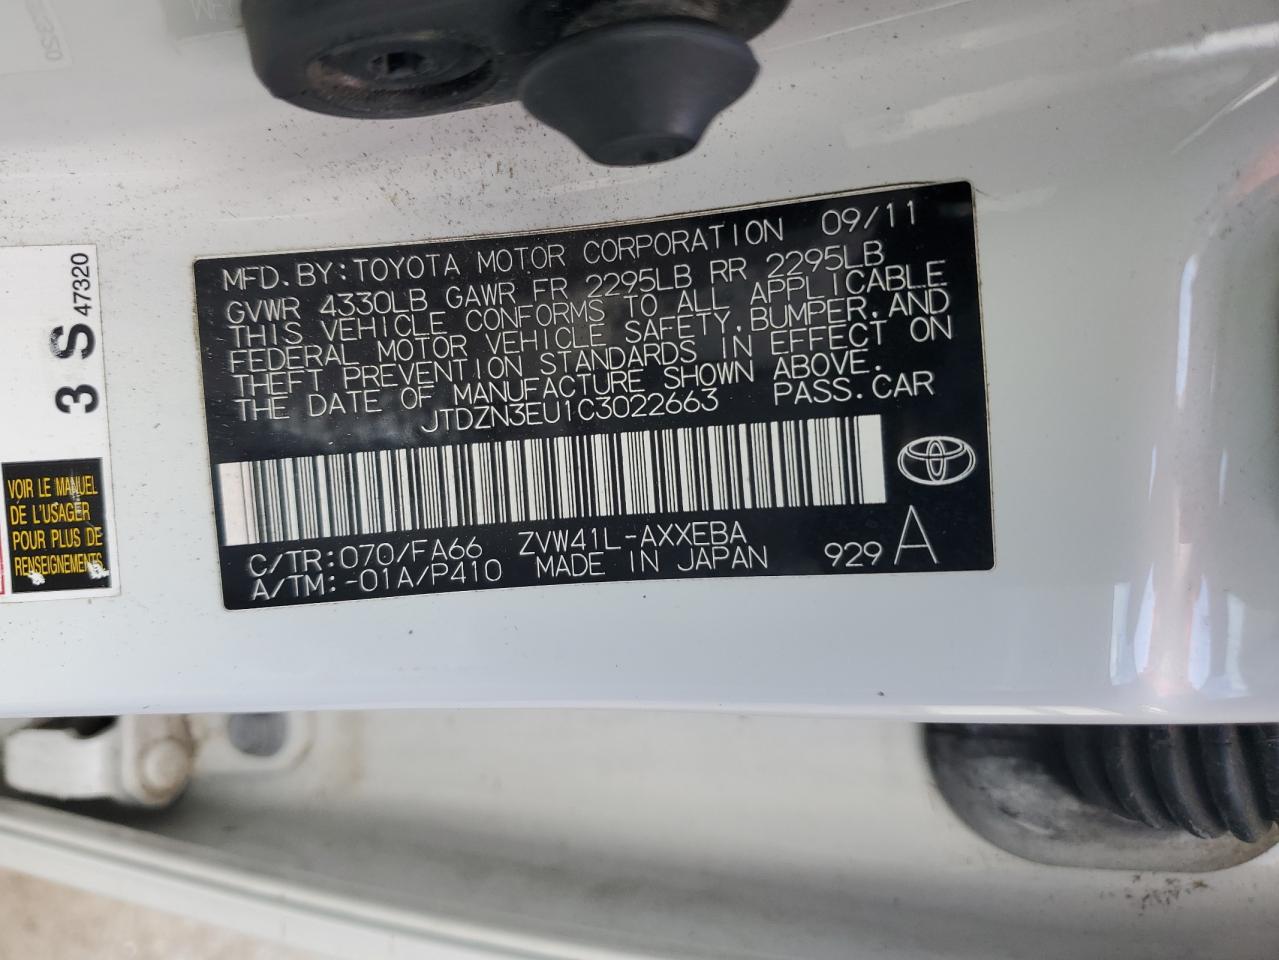 MFD.BY:TOYOTA MOTOR CORPORATION 09/11
GVWR 4330LB GAWR FR 2295LB RR 2295LB
THIS VEHICLE CONFORMS TO ALL APPLICABLE
FEDERAL MOTOR VEHICLE SAFETY,BUMPER,AND
THEFT PREVENTION STANDARDS IN EFFECT ON
THE DATE OF MANUFACTURE SHOWN ABOVE.
JTDZN3EU1C3022663 PASS.CAR
C/TR:070/FA66 ZVW41L-AXXEBA
A/TM:-01A/P410 MADE IN JAPAN 929 A
3 S 47320
VOIR LE MANUEL
DE L'USAGER
POUR PLUS DE
RENSEIGNEMENTS